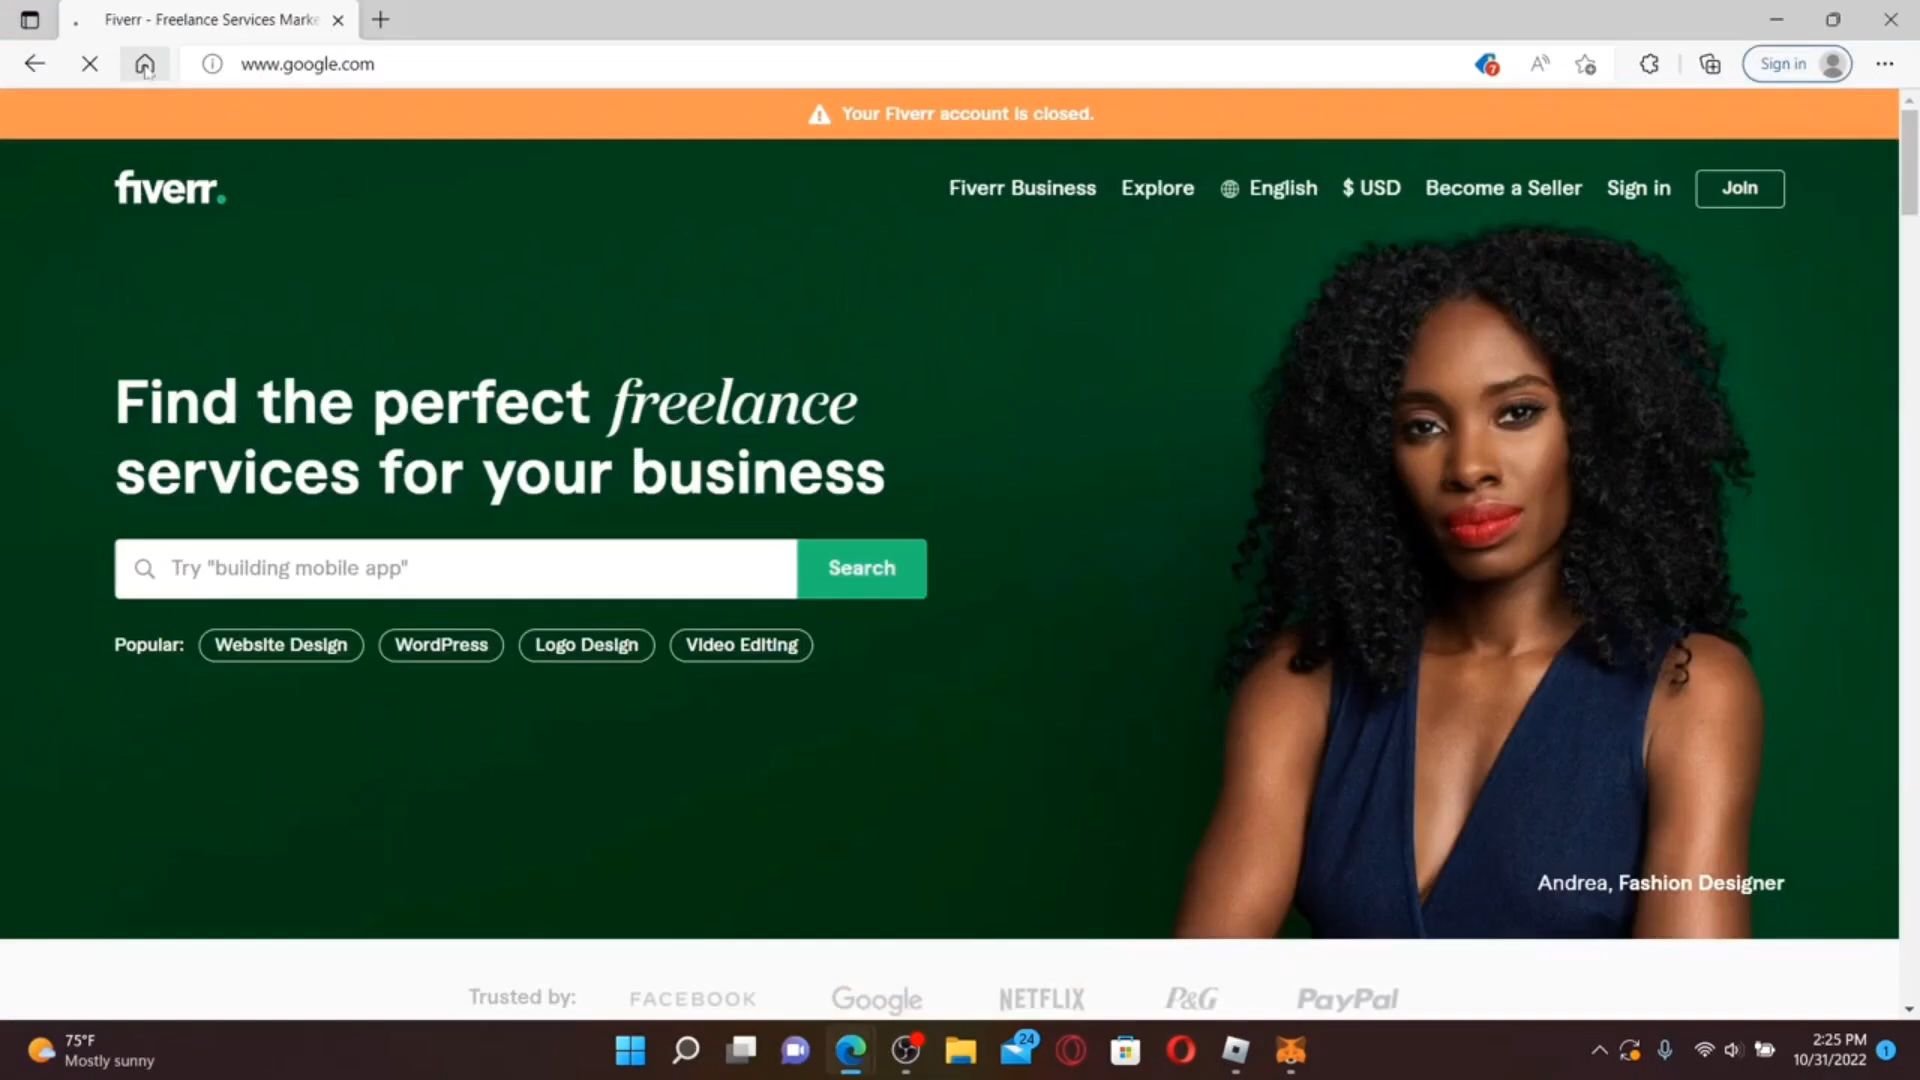 Fiverr - Freelance Services Marke
www.google.com
7
Sign in
Your Fiverr account is closed.
fiverr.
Fiverr Business
Explore
English
$ USD
Become a Seller
Sign in
Join
Find the perfect freelance
services for your business
Try "building mobile app"
Search
Popular:
Website Design
WordPress
Logo Design
Video Editing
Andrea, Fashion Designer
Trusted by:
FACEBOOK
Google
NETFLIX
P&G
PayPal
75°F
Mostly sunny
24
2:25 PM
10/31/2022
1